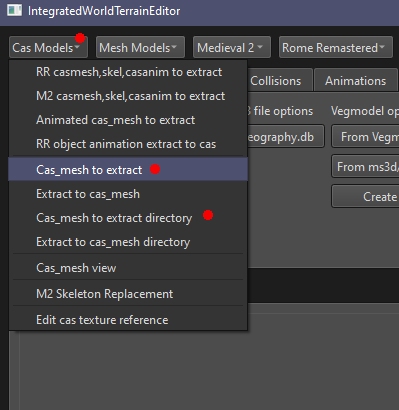 IntegratedWorldTerrainEditor
Cas Models Mesh Models Medieval 2 Rome Remastered
RR casmesh,skel,casanim to extract
M2 casmesh,skel,casanim to extract
Animated cas_mesh to extract
RR object animation extract to cas
Cas_mesh to extract
Extract to cas_mesh
Cas_mesh to extract directory
Extract to cas_mesh directory
Cas_mesh view
M2 Skeleton Replacement
Edit cas texture reference
Collisions Animations
file options Vegmodel
eography.db From Vegm
From ms3d/
Create